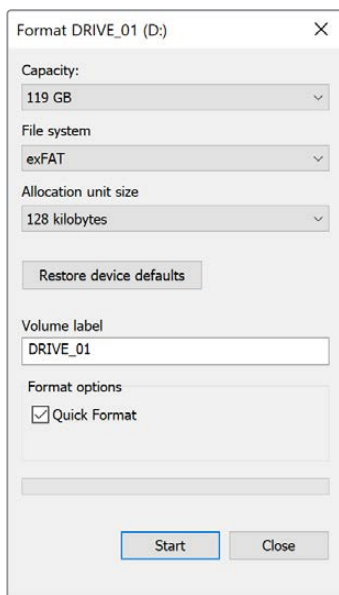 Format DRIVE_01 (D:)
Capacity:
119 GB
File system
exFAT
Allocation unit size
128 kilobytes
Restore device defaults
Volume label
DRIVE_01
Format options
Quick Format
Start Close